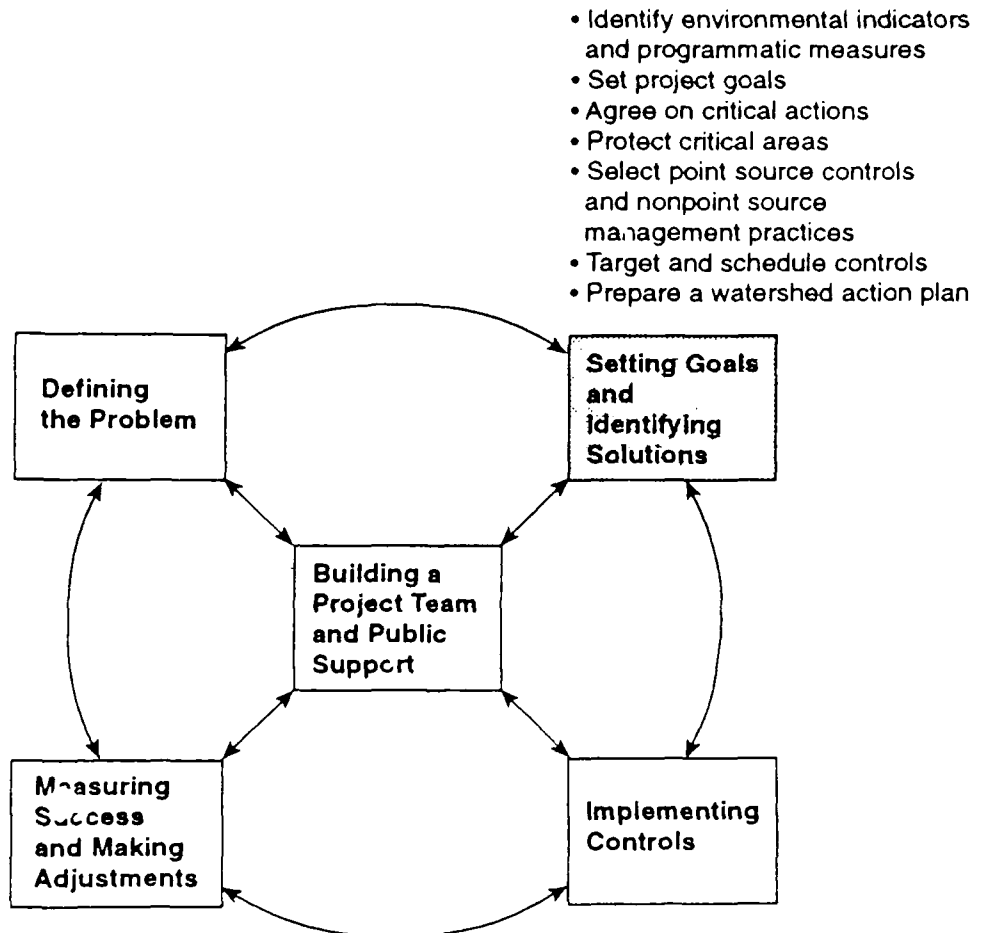 • Identify environmental indicators
and programmatic measures
• Set project goals
• Agree on critical actions
• Protect critical areas
• Select point source controls
and nonpoint source
management practices
• Target and schedule controls
• Prepare a watershed action plan
Defining
the Problem
Setting Goals
and
Identifying
Solutions
Building a
Project Team
and Public
Support
Measuring
Success
and Making
Adjustments
Implementing
Controls